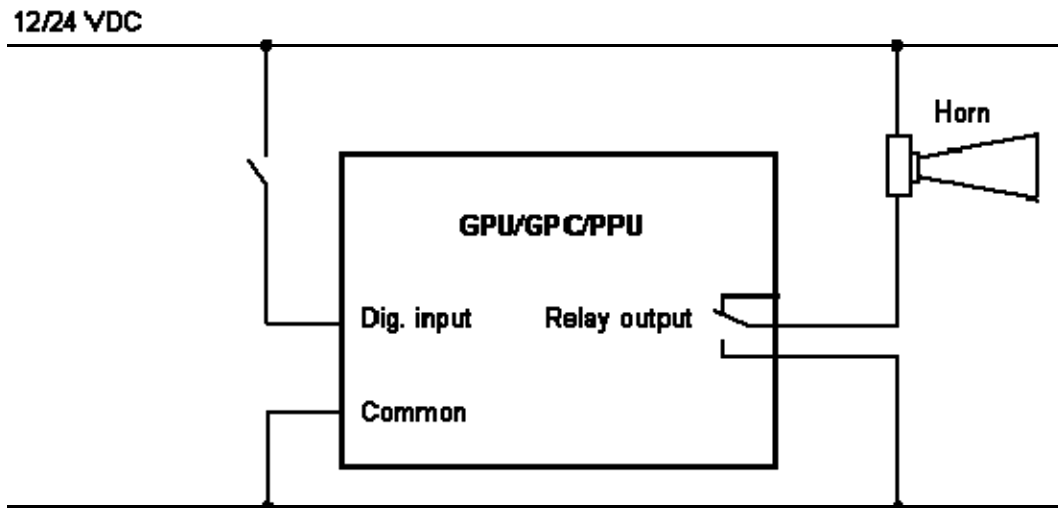 12/24 VDC
Horn
GPU/GPC/PPU
Dig. input
Relay output
Common